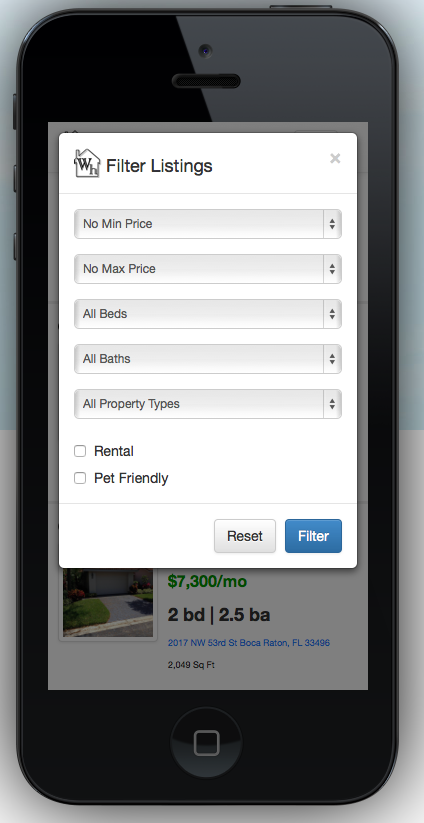 Wh
Filter Listings
×
No Min Price
No Max Price
All Beds
All Baths
All Property Types
Rental
Pet Friendly
Reset
Filter
$7,300/mo
2 bd | 2.5 ba
2017 NW 53rd St Boca Raton, FL 33496
2,049 Sq Ft